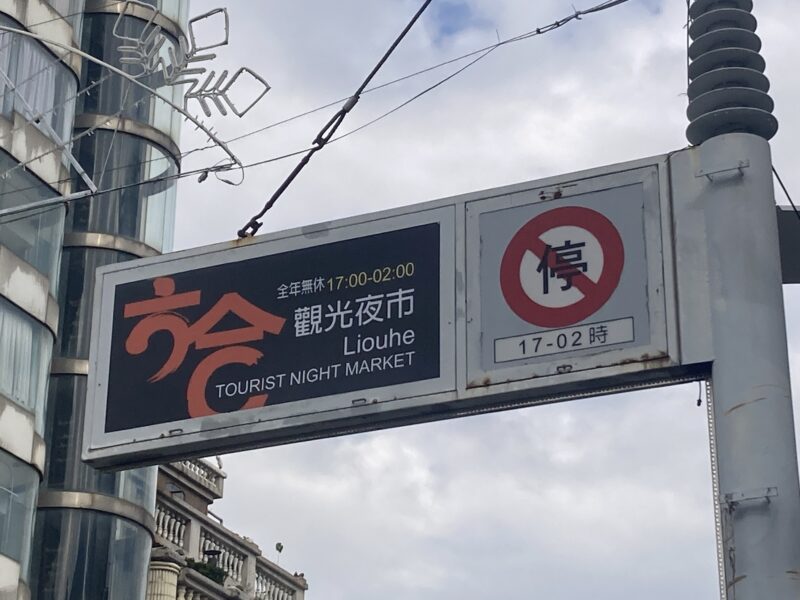 六合
全年無休17:00-02:00
觀光夜市
Liouhe
TOURIST NIGHT MARKET
停
17-02時